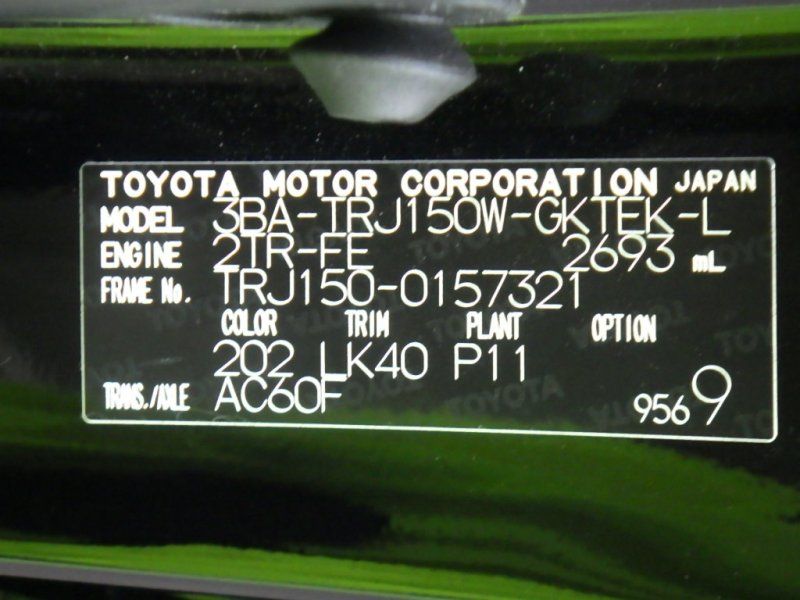 TOYOTA MOTOR CORPORATION JAPAN
MODEL 3BA-TRJ150W-GKTEK-L
ENGINE 2TR-FE 2693 mL
FRAME No. TRJ150-0157321
COLOR TRIM PLANT OPTION
202 LK40 P11
TRANS./AXLE AC60F 9569